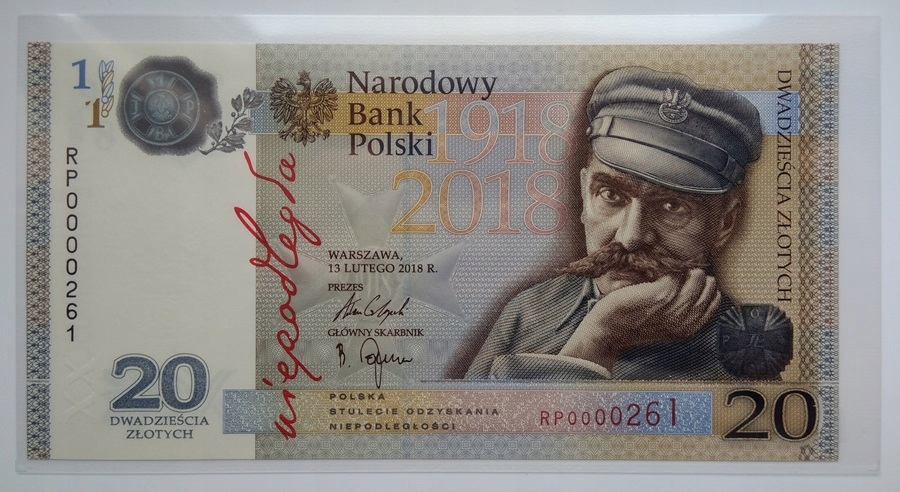 1
1
RP0000261
20
DWADZIEŚCIA
ZŁOTYCH
niepodległa
Narodowy
Bank
Polski
1918
2018
WARSZAWA,
13 LUTEGO 2018 R.
PREZES
GŁÓWNY SKARBNIK
POLSKA
STULECIE ODZYSKANIA
NIEPODLEGŁOŚCI
RP0000261
DWADZIEŚCIA ZŁOTYCH
20